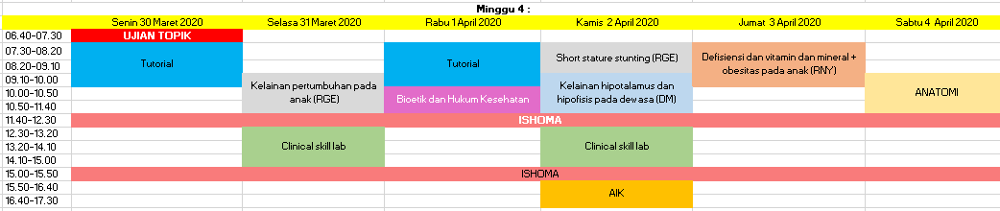 Minggu 4 :
Senin 30 Maret 2020 Selasa 31 Maret 2020 Rabu 1 April 2020 Kamis 2 April 2020 Jumat 3 April 2020 Sabtu 4 April 2020
06.40-07.30 UJIAN TOPIK
07.30-08.20
Tutorial Tutorial Short stature stunting (RGE) Defisiensi dan vitamin dan mineral +
obesitas pada anak (RNY)
08.20-09.10
09.10-10.00
Kelainan pertumbuhan pada
anak (RGE)
Kelainan hipotalamus dan
hipofisis pada dewasa (DM)
ANATOMI
10.00-10.50
Bioetik dan Hukum Kesehatan
10.50-11.40
11.40-12.30 ISHOMA
12.30-13.20
13.20-14.10 Clinical skill lab Clinical skill lab
14.10-15.00
15.00-15.50 ISHOMA
15.50-16.40
AIK
16.40-17.30